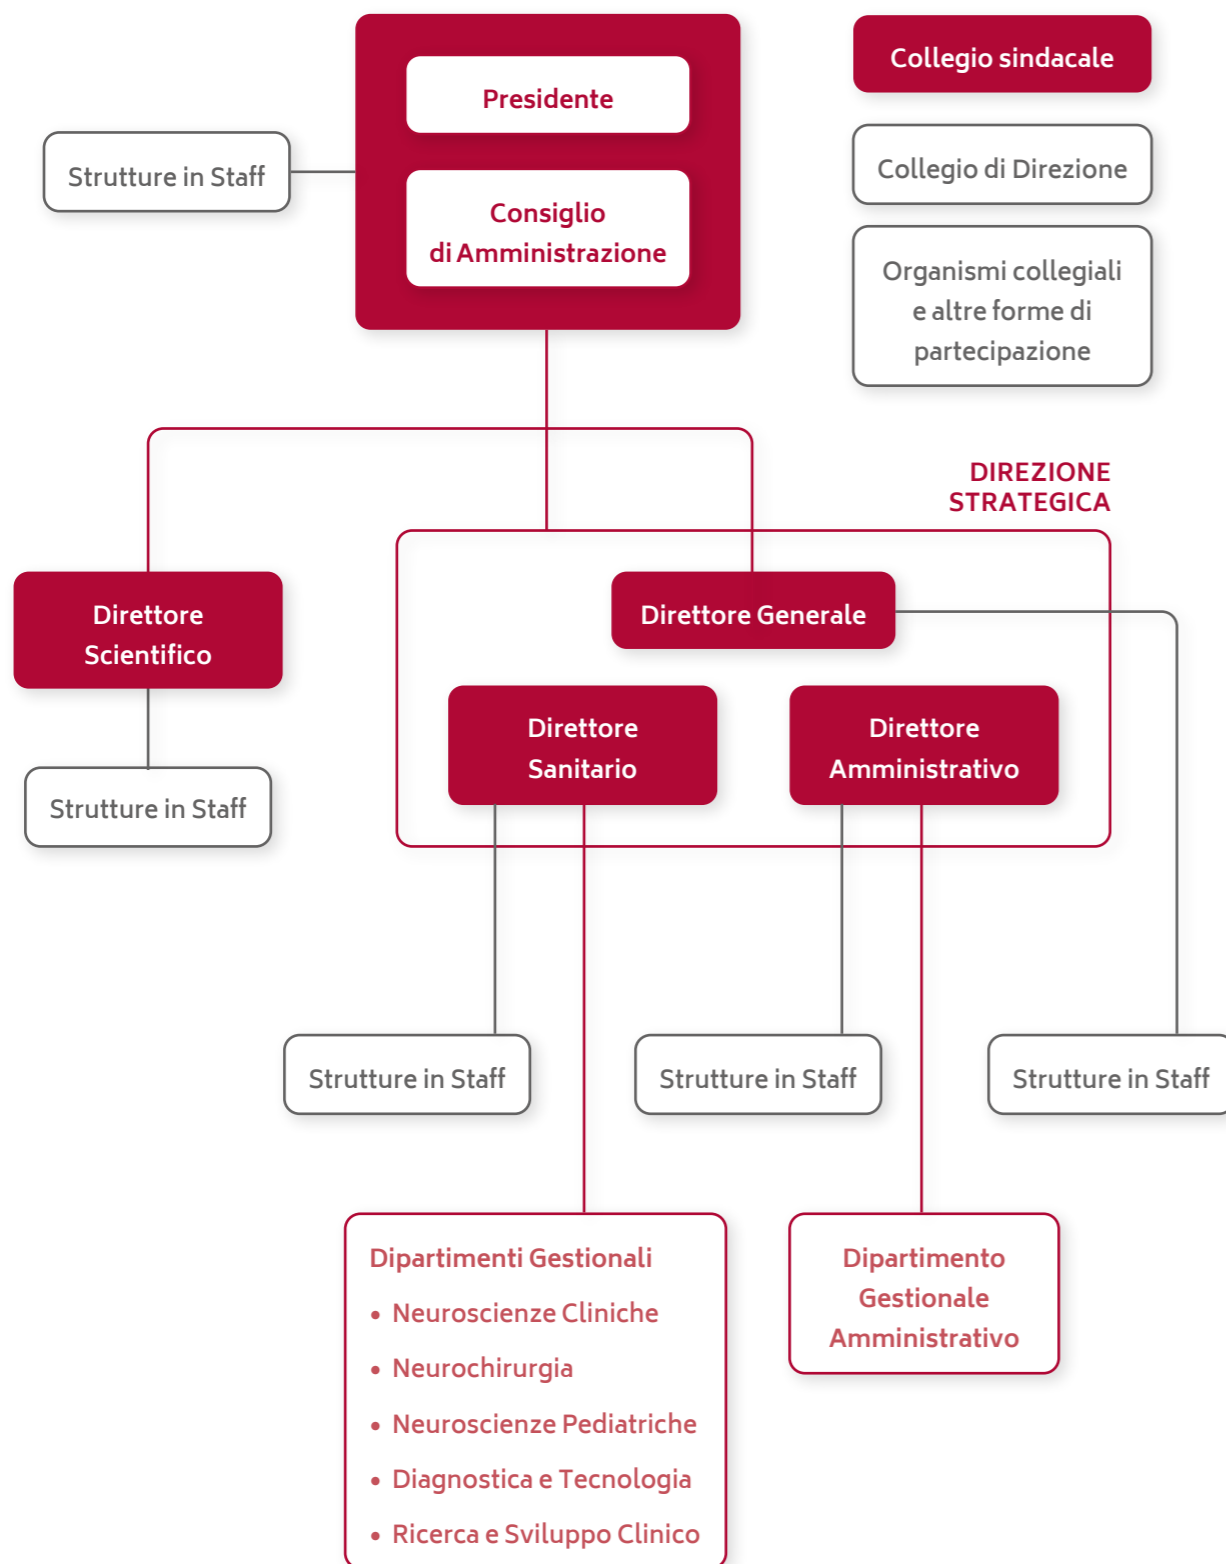 Presidente
Consiglio
di Amministrazione
Strutture in Staff
Collegio sindacale
Collegio di Direzione
Organismi collegiali
e altre forme di
partecipazione
DIREZIONE
STRATEGICA
Direttore
Scientifico
Strutture in Staff
Direttore Generale
Direttore
Sanitario
Direttore
Amministrativo
Strutture in Staff
Strutture in Staff
Strutture in Staff
Dipartimenti Gestionali
• Neuroscienze Cliniche
• Neurochirurgia
• Neuroscienze Pediatriche
• Diagnostica e Tecnologia
• Ricerca e Sviluppo Clinico
Dipartimento
Gestionale
Amministrativo